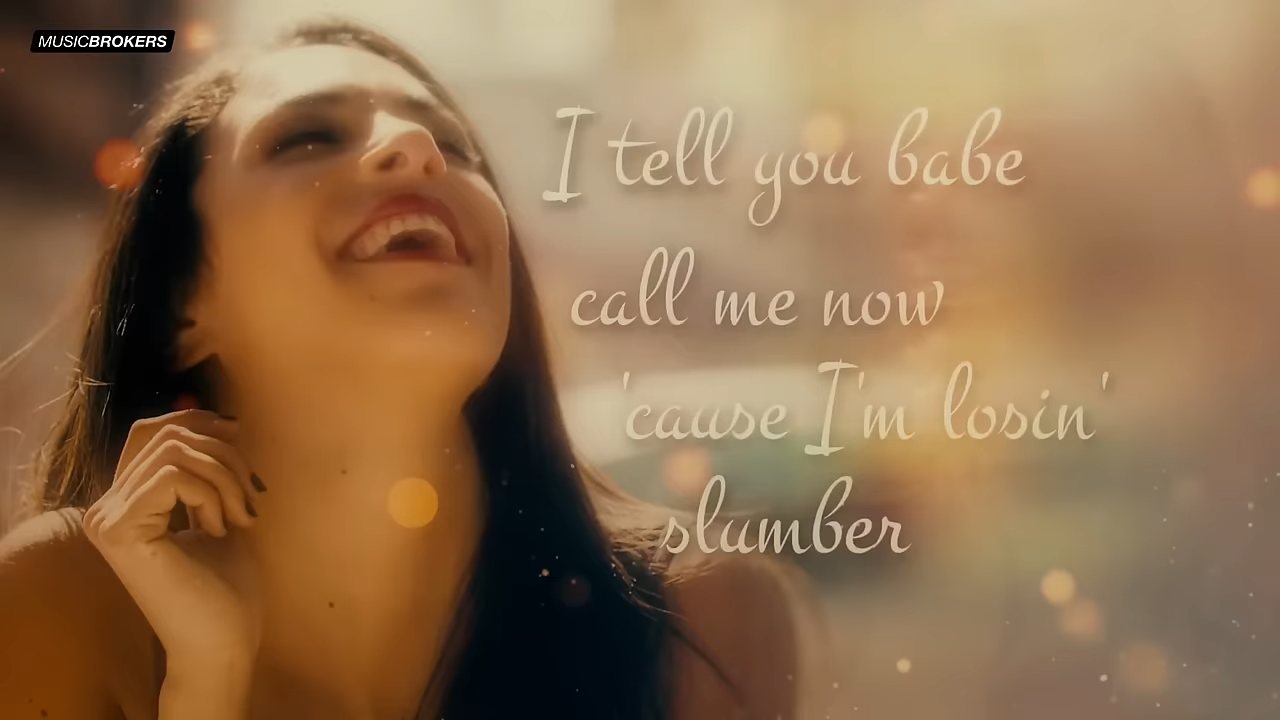 MUSICBROKERS
I tell you babe
call me now
'cause I'm losin'
slumber